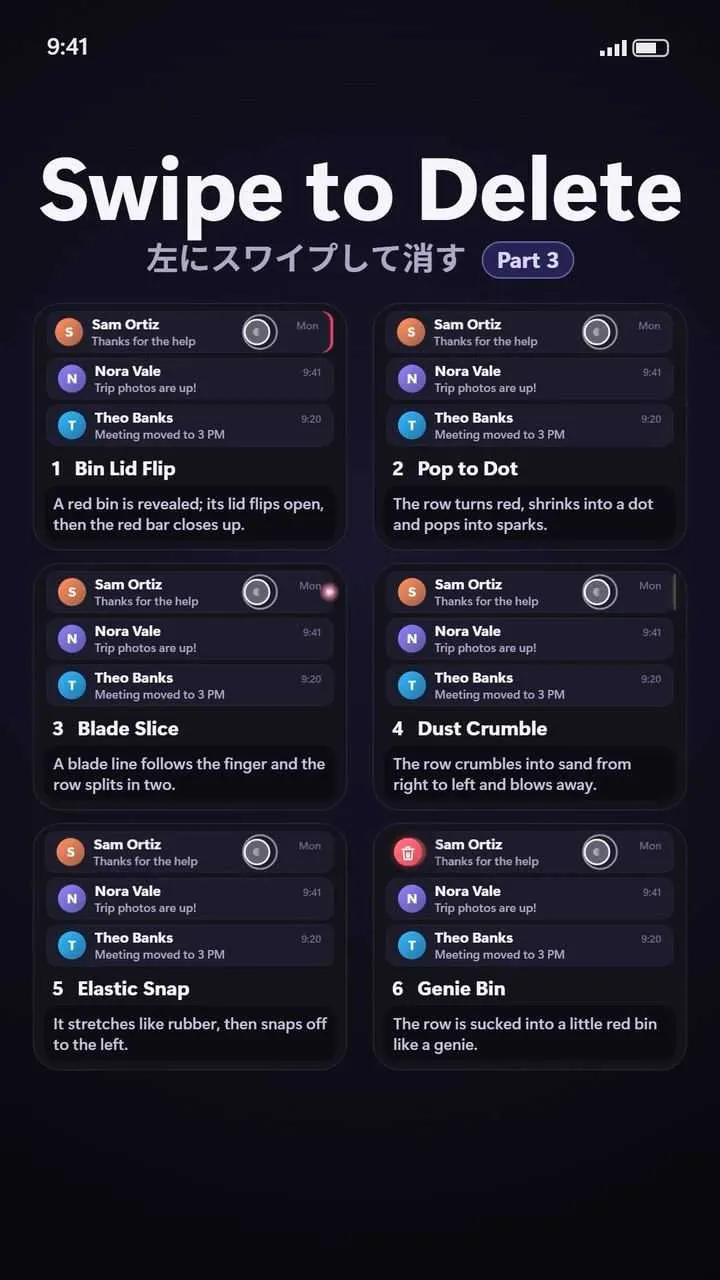 9:41
Swipe to Delete
左にスワイプして消す Part 3
S Sam Ortiz Mon
Thanks for the help
N Nora Vale 9:41
Trip photos are up!
T Theo Banks 9:20
Meeting moved to 3 PM
1 Bin Lid Flip
A red bin is revealed; its lid flips open,
then the red bar closes up.
S Sam Ortiz Mon
Thanks for the help
N Nora Vale 9:41
Trip photos are up!
T Theo Banks 9:20
Meeting moved to 3 PM
2 Pop to Dot
The row turns red, shrinks into a dot
and pops into sparks.
S Sam Ortiz Mon
Thanks for the help
N Nora Vale 9:41
Trip photos are up!
T Theo Banks 9:20
Meeting moved to 3 PM
3 Blade Slice
A blade line follows the finger and the
row splits in two.
S Sam Ortiz Mon
Thanks for the help
N Nora Vale 9:41
Trip photos are up!
T Theo Banks 9:20
Meeting moved to 3 PM
4 Dust Crumble
The row crumbles into sand from
right to left and blows away.
S Sam Ortiz Mon
Thanks for the help
N Nora Vale 9:41
Trip photos are up!
T Theo Banks 9:20
Meeting moved to 3 PM
5 Elastic Snap
It stretches like rubber, then snaps off
to the left.
Sam Ortiz Mon
Thanks for the help
N Nora Vale 9:41
Trip photos are up!
T Theo Banks 9:20
Meeting moved to 3 PM
6 Genie Bin
The row is sucked into a little red bin
like a genie.